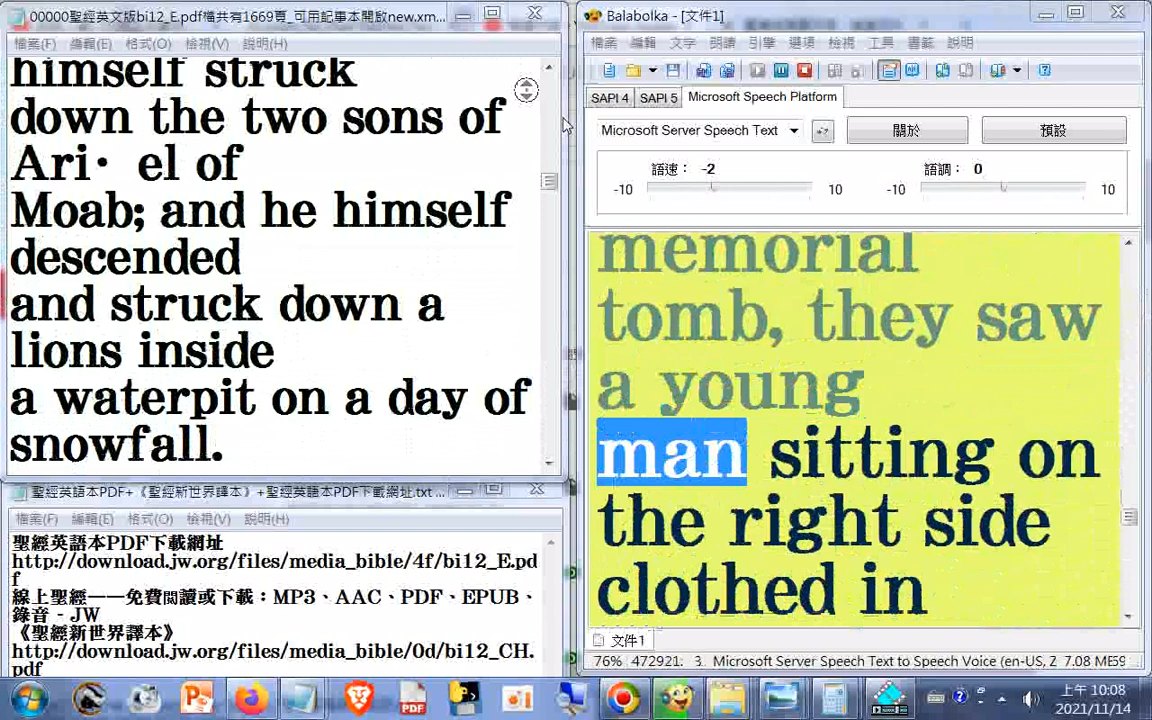 00000聖經英文版bi12_E.pdf檔共有1669頁_可用記事本開啟new.xm...
檔案(F) 編輯(E) 格式(O) 檢視(V) 說明(H)
himself struck
down the two sons of
Ari· el of
Moab; and he himself
descended
and struck down a
lions inside
a waterpit on a day of
snowfall.
聖經英語本PDF+《聖經新世界譯本》+聖經英語本PDF下載網址.txt ...
檔案(F) 編輯(E) 格式(O) 檢視(V) 說明(H)
聖經英語本PDF下載網址
http://download.jw.org/files/media_bible/4f/bi12_E.pd
f
線上聖經——免費閱讀或下載：MP3、AAC、PDF、EPUB、
錄音 - JW
《聖經新世界譯本》
http://download.jw.org/files/media_bible/0d/bi12_CH.
pdf
Balabolka - [文件1]
檔案 編輯 文字 朗讀 引擎 選項 檢視 工具 書籤 說明
SAPI 4 SAPI 5 Microsoft Speech Platform
Microsoft Server Speech Text 關於 預設
語速： -2 語調： 0
-10 10 -10 10
memorial
tomb, they saw
a young
man sitting on
the right side
clothed in
文件1
76% 472921: 3. Microsoft Server Speech Text to Speech Voice (en-US, Z 7.08 ME59
PDF
上午 10:08
2021/11/14